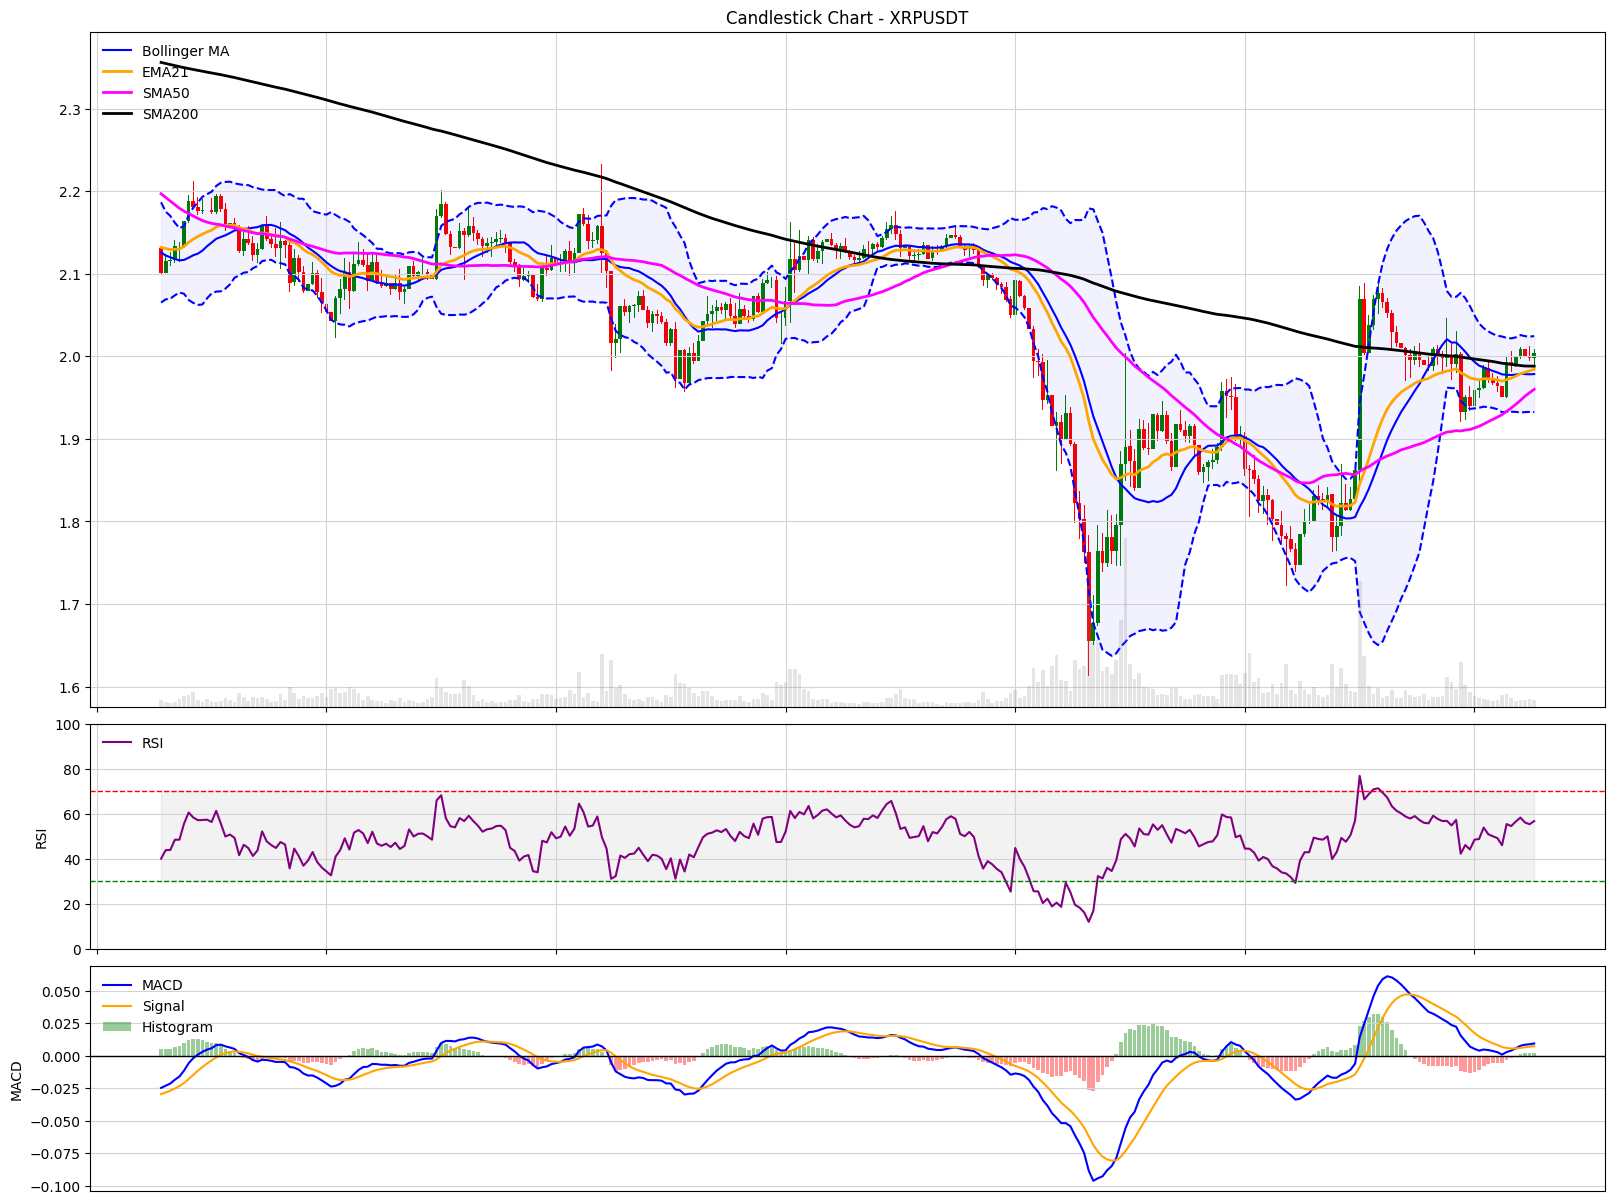 Candlestick Chart - XRPUSDT
Bollinger MA
EMA21
SMA50
SMA200
2.3
2.2
2.1
2.0
1.9
1.8
1.7
1.6
RSI
100
80
60
40
20
0
RSI
MACD
Signal
Histogram
0.050
0.025
0.000
−0.025
−0.050
−0.075
−0.100
MACD